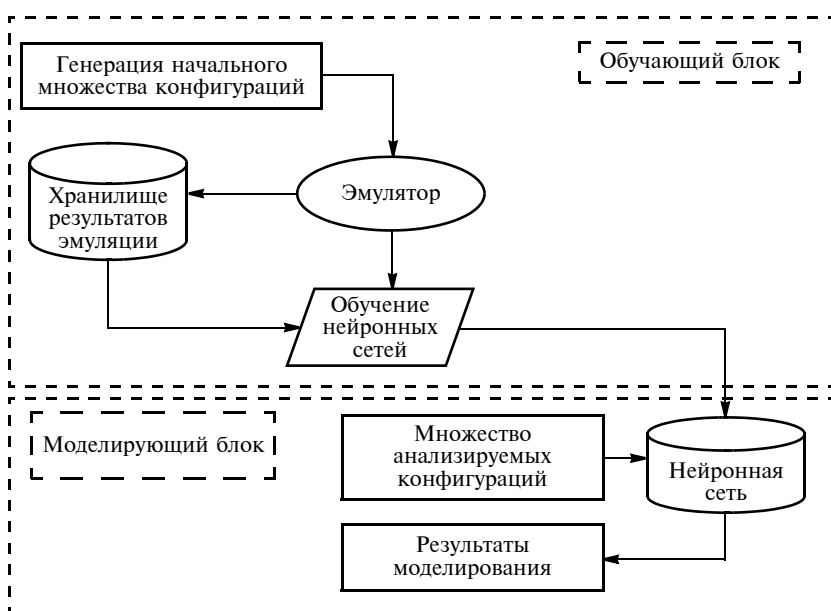 Генерация начального
множества конфигураций
Обучающий блок
Хранилище
результатов
эмуляции
Эмулятор
Обучение
нейронных
сетей
Моделирующий блок
Множество
анализируемых
конфигураций
Нейронная
сеть
Результаты
моделирования